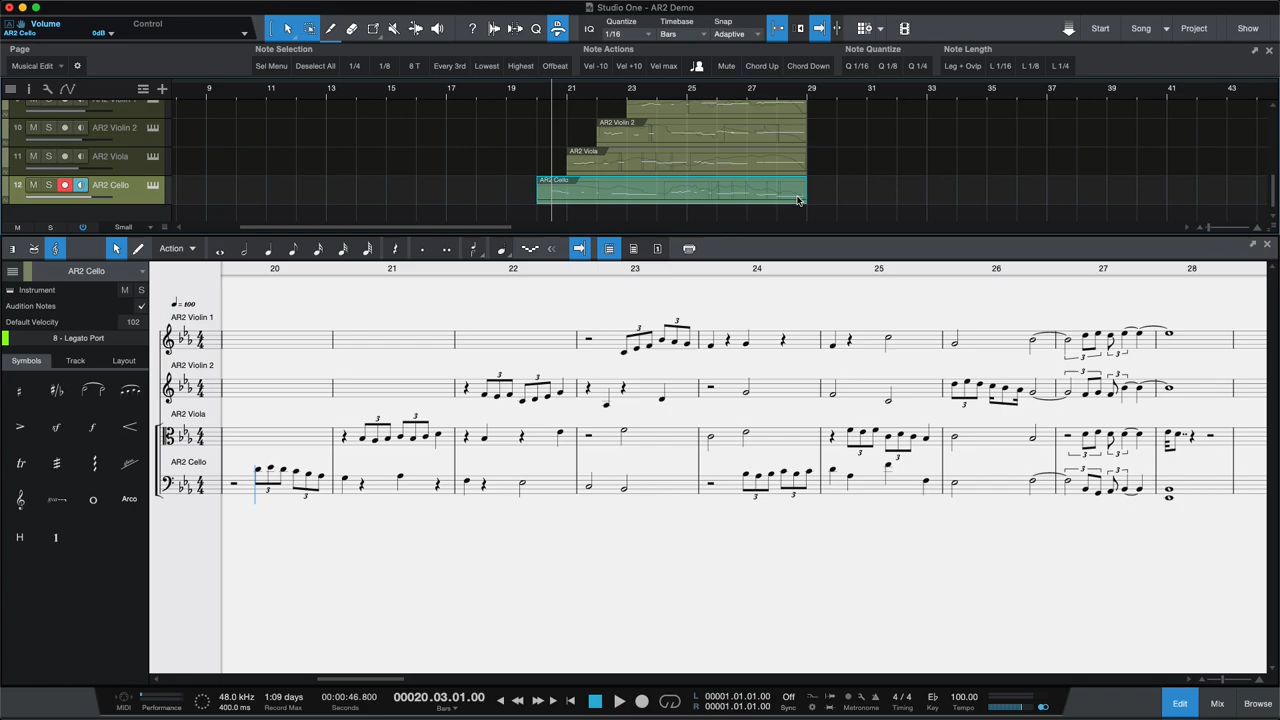 Studio One - AR2 Demo
Volume
AR2 Cello
Control
0dB
IQ
Quantize
1/16
Timebase
Bars
Snap
Adaptive
Start
Song
Project
Show
Page
Musical Edit
Note Selection
Sel Menu Deselect All 1/4 1/8 8 T Every 3rd Lowest Highest Offbeat
Note Actions
Vel -10 Vel +10 Vel max Mute Chord Up Chord Down
Note Quantize
Q 1/16 Q 1/8 Q 1/4
Note Length
Leg + Ovlp L 1/16 L 1/8 L 1/4
9 11 13 15 17 19 21 23 25 27 29 31 33 35 37 39 41 43
10 M S AR2 Violin 2
AR2 Violin 2
11 M S AR2 Viola
AR2 Viola
12 M S AR2 Cello
AR2 Cello
M S Small
Action
AR2 Cello
20 21 22 23 24 25 26 27 28
Instrument M S
Audition Notes
Default Velocity 102
8 - Legato Port
Symbols Track Layout
Arco
H 1
= 100
AR2 Violin 1
AR2 Violin 2
AR2 Viola
AR2 Cello
MIDI
Performance
48.0 kHz
400.0 ms
1:09 days
Record Max
00:00:46.800
Seconds
00020.03.01.00
Bars
L 00001.01.01.00
R 00001.01.01.00
Off
Sync
Metronome
4 / 4
Timing
E♭
Key
100.00
Tempo
Edit Mix Browse